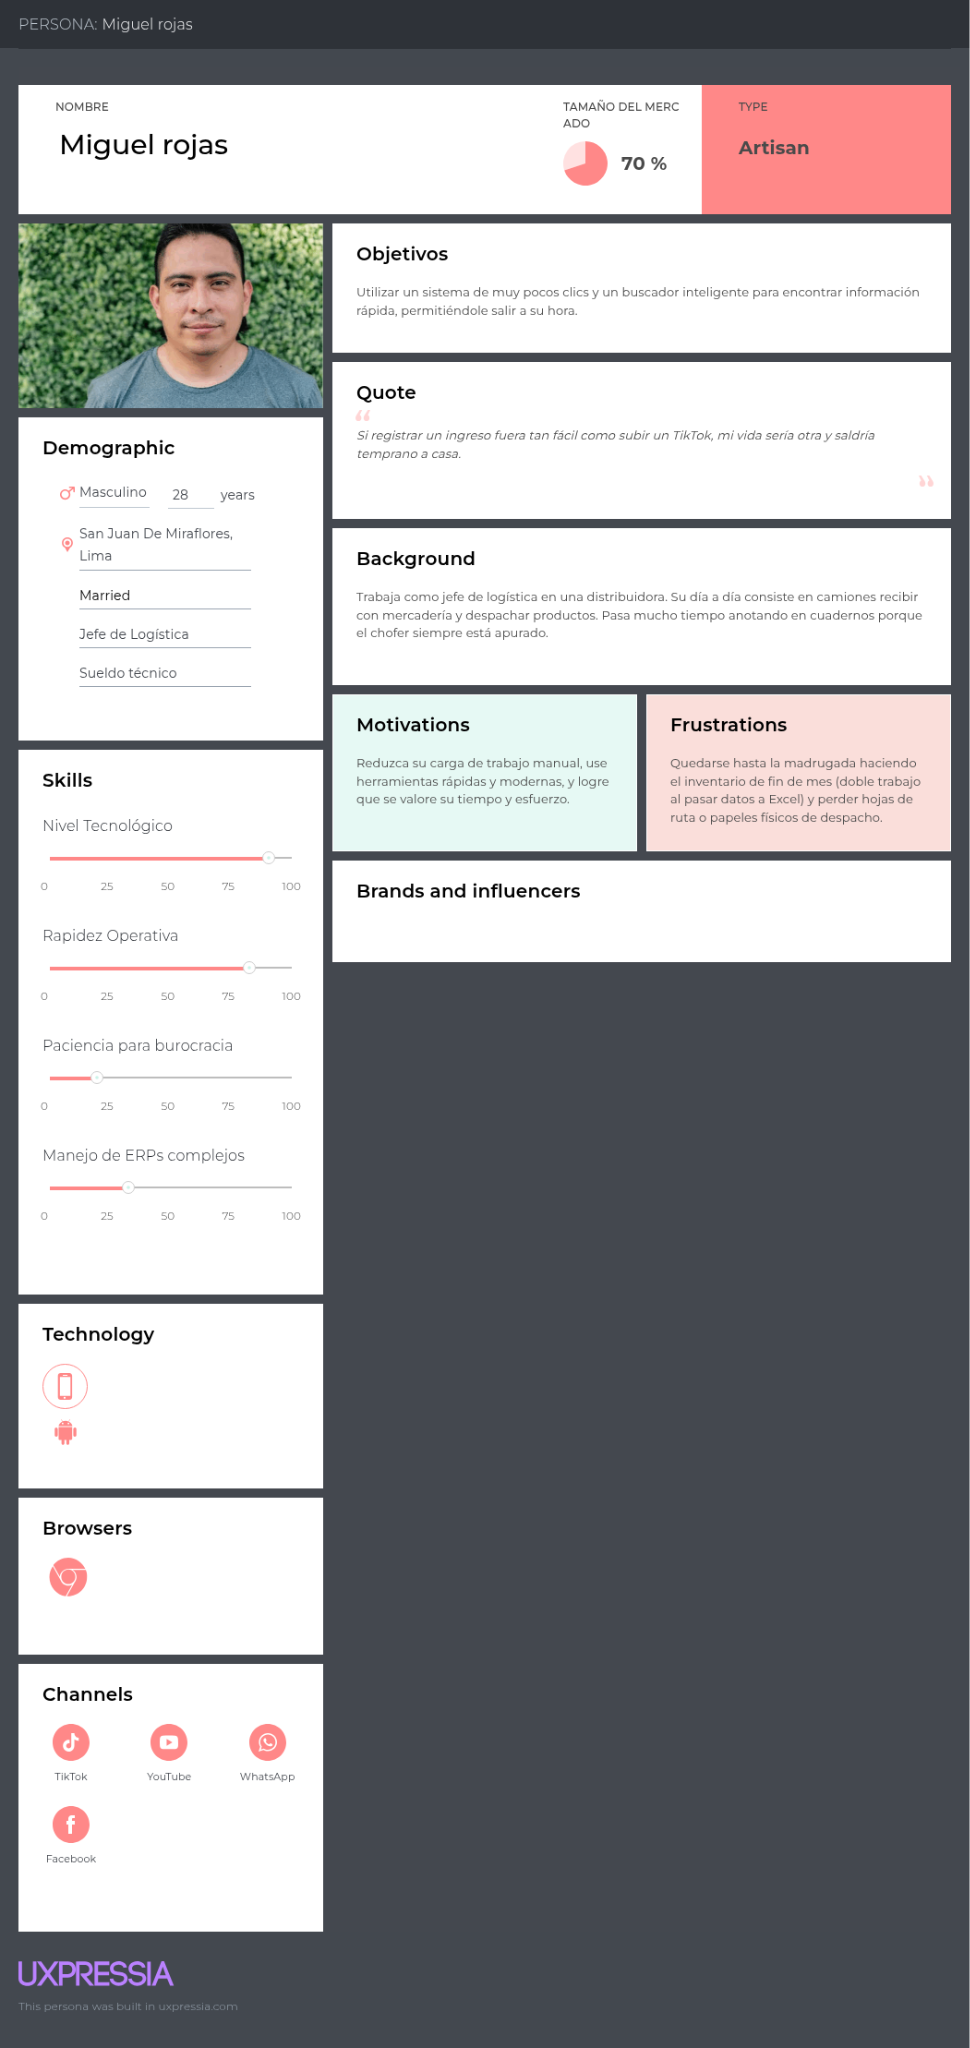 PERSONA: Miguel rojas
NOMBRE
Miguel rojas
TAMAÑO DEL MERC
ADO
70 %
TYPE
Artisan
Objetivos
Utilizar un sistema de muy pocos clics y un buscador inteligente para encontrar información
rápida, permitiéndole salir a su hora.
Quote
“
Si registrar un ingreso fuera tan fácil como subir un TikTok, mi vida sería otra y saldría
temprano a casa.
”
Background
Trabaja como jefe de logística en una distribuidora. Su día a día consiste en camiones recibir
con mercadería y despachar productos. Pasa mucho tiempo anotando en cuadernos porque
el chofer siempre está apurado.
Motivations
Reduzca su carga de trabajo manual, use
herramientas rápidas y modernas, y logre
que se valore su tiempo y esfuerzo.
Frustrations
Quedarse hasta la madrugada haciendo
el inventario de fin de mes (doble trabajo
al pasar datos a Excel) y perder hojas de
ruta o papeles físicos de despacho.
Brands and influencers
Demographic
Masculino 28 years
San Juan De Miraflores,
Lima
Married
Jefe de Logística
Sueldo técnico
Skills
Nivel Tecnológico
0 25 50 75 100
Rapidez Operativa
0 25 50 75 100
Paciencia para burocracia
0 25 50 75 100
Manejo de ERPs complejos
0 25 50 75 100
Technology
Browsers
Channels
TikTok YouTube WhatsApp
Facebook
UXPRESSIA
This persona was built in uxpressia.com